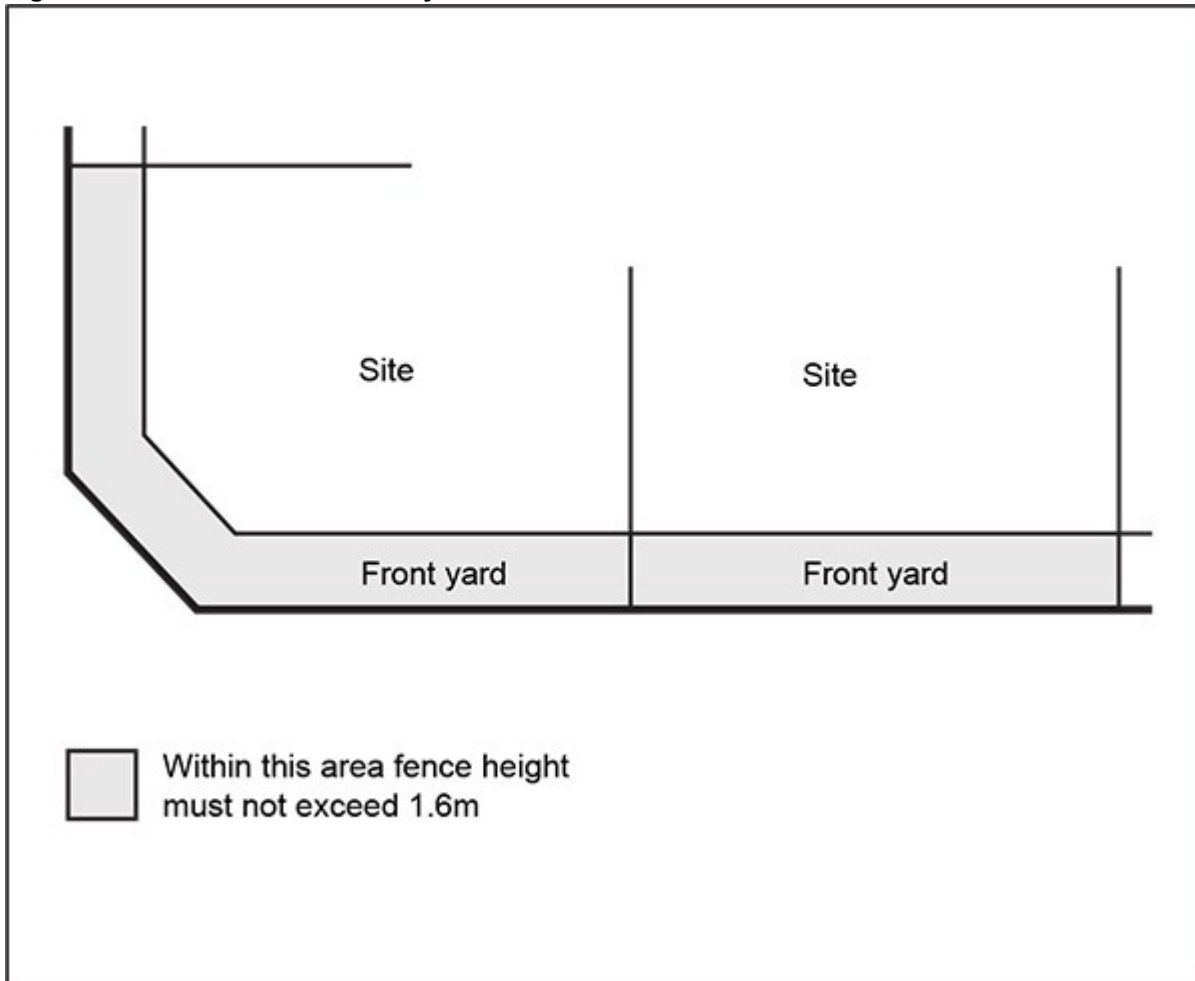 Site
Site
Front yard
Front yard
Within this area fence height
must not exceed 1.6m